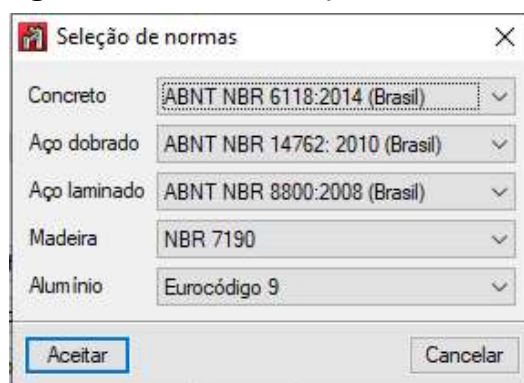 Seleção de normas
Concreto ABNT NBR 6118:2014 (Brasil)
Aço dobrado ABNT NBR 14762: 2010 (Brasil)
Aço laminado ABNT NBR 8800:2008 (Brasil)
Madeira NBR 7190
Alumínio Eurocódigo 9
Aceitar Cancelar